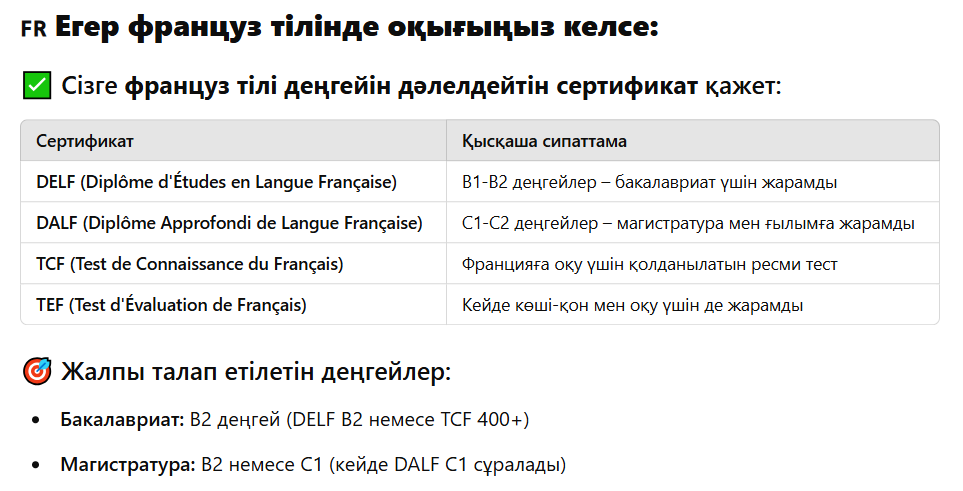 FR Егер француз тілінде оқығыңыз келсе:
✅ Сізге француз тілі деңгейін дәлелдейтін сертификат қажет:
Сертификат Қысқаша сипаттама
DELF (Diplôme d'Études en Langue Française) B1-B2 деңгейлер – бакалавриат үшін жарамды
DALF (Diplôme Approfondi de Langue Française) C1-C2 деңгейлер – магистратура мен ғылымға жарамды
TCF (Test de Connaissance du Français) Францияға оқу үшін қолданылатын ресми тест
TEF (Test d'Évaluation de Français) Кейде көші-қон мен оқу үшін де жарамды
🎯 Жалпы талап етілетін деңгейлер:
• Бакалавриат: B2 деңгей (DELF B2 немесе TCF 400+)
• Магистратура: B2 немесе C1 (кейде DALF C1 сұралады)